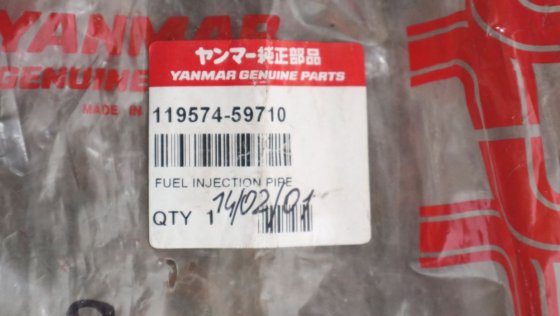 YANMAR
GENUINE
MADE IN
ヤンマー純正部品
YANMAR GENUINE PARTS
119574-59710
FUEL INJECTION PIPE
14/02/01
QTY 1